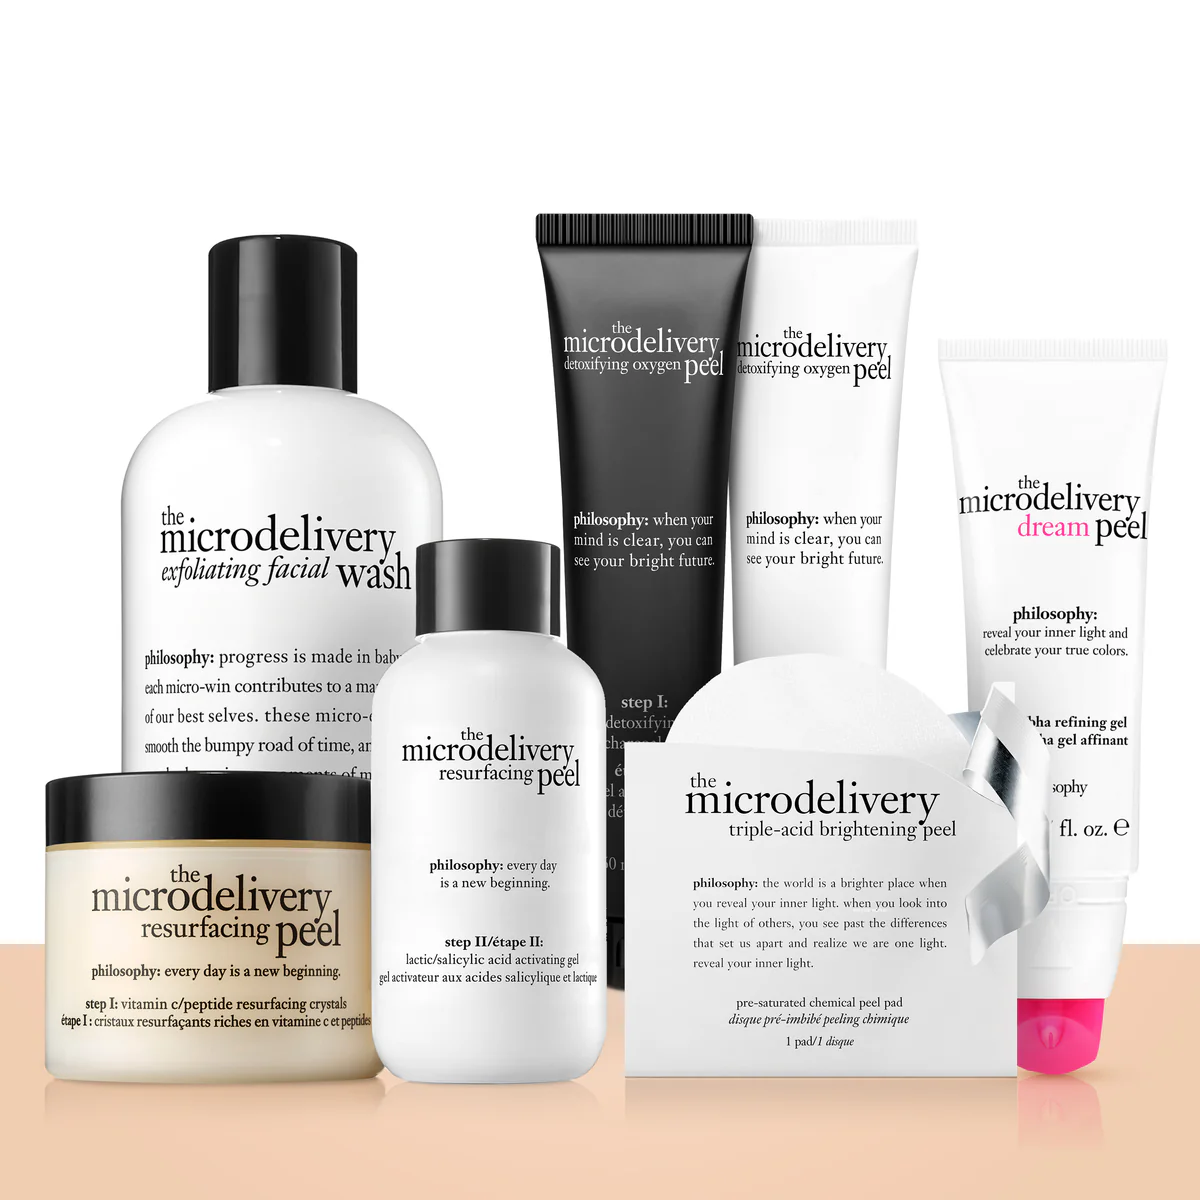 the
microdelivery
exfoliating facial wash
philosophy: progress is made in baby
each micro-win contributes to a
of our best selves. these
smooth the bumpy road of time,
of
the
microdelivery
detoxifying oxygen peel
philosophy: when your
mind is clear, you can
see your bright future.
step I:
the
microdelivery
detoxifying oxygen peel
philosophy: when your
mind is clear, you can
see your bright future.
the
microdelivery
dream peel
philosophy:
reveal your inner light and
celebrate your true colors.
bha refining gel
gel affinant
fl. oz. ℮
the
microdelivery
resurfacing peel
philosophy: every day is a new beginning.
step I: vitamin c/peptide resurfacing crystals
étape I : cristaux resurfaçants riches en vitamine c et peptides
the
microdelivery
resurfacing peel
philosophy: every day
is a new beginning.
step II/étape II:
lactic/salicylic acid activating gel
gel activateur aux acides salicylique et lactique
the
microdelivery
triple-acid brightening peel
philosophy: the world is a brighter place when
you reveal your inner light. when you look into
the light of others, you see past the differences
that set us apart and realize we are one light.
reveal your inner light.
pre-saturated chemical peel pad
disque pré-imbibé peeling chimique
1 pad/1 disque